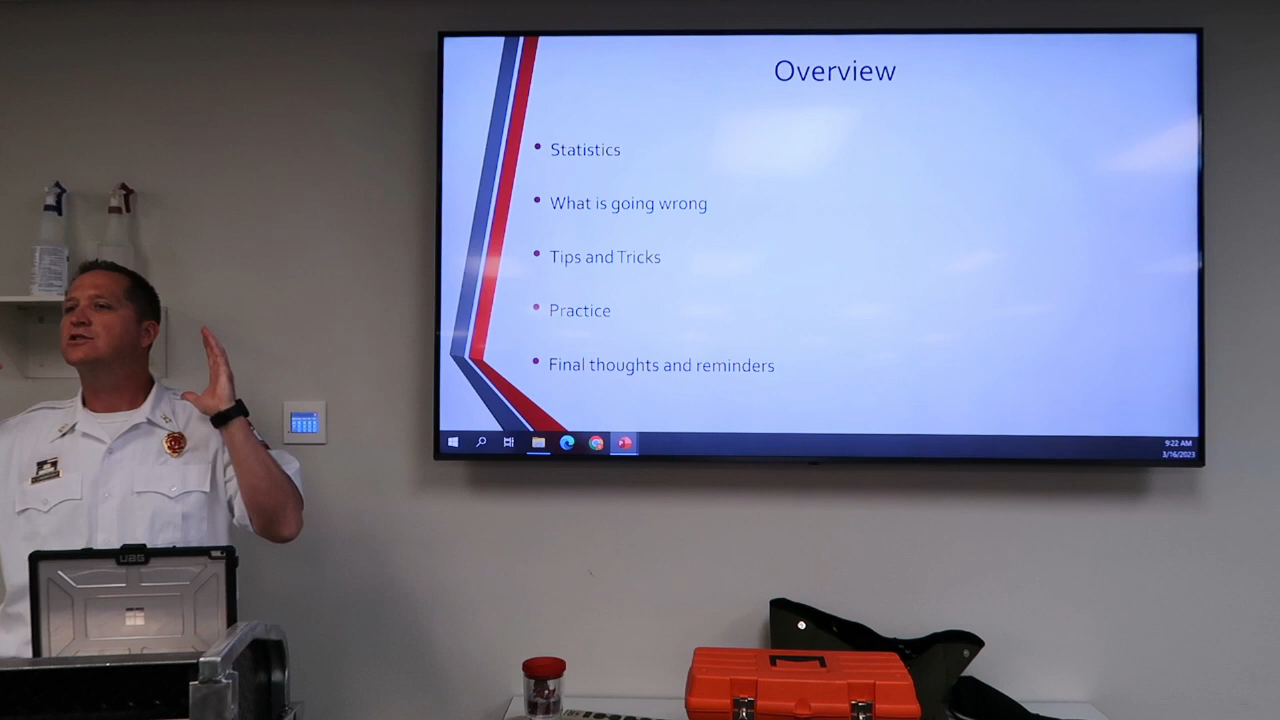 Overview
Statistics
What is going wrong
Tips and Tricks
Practice
Final thoughts and reminders
9:22 AM
3/16/2023
UAG